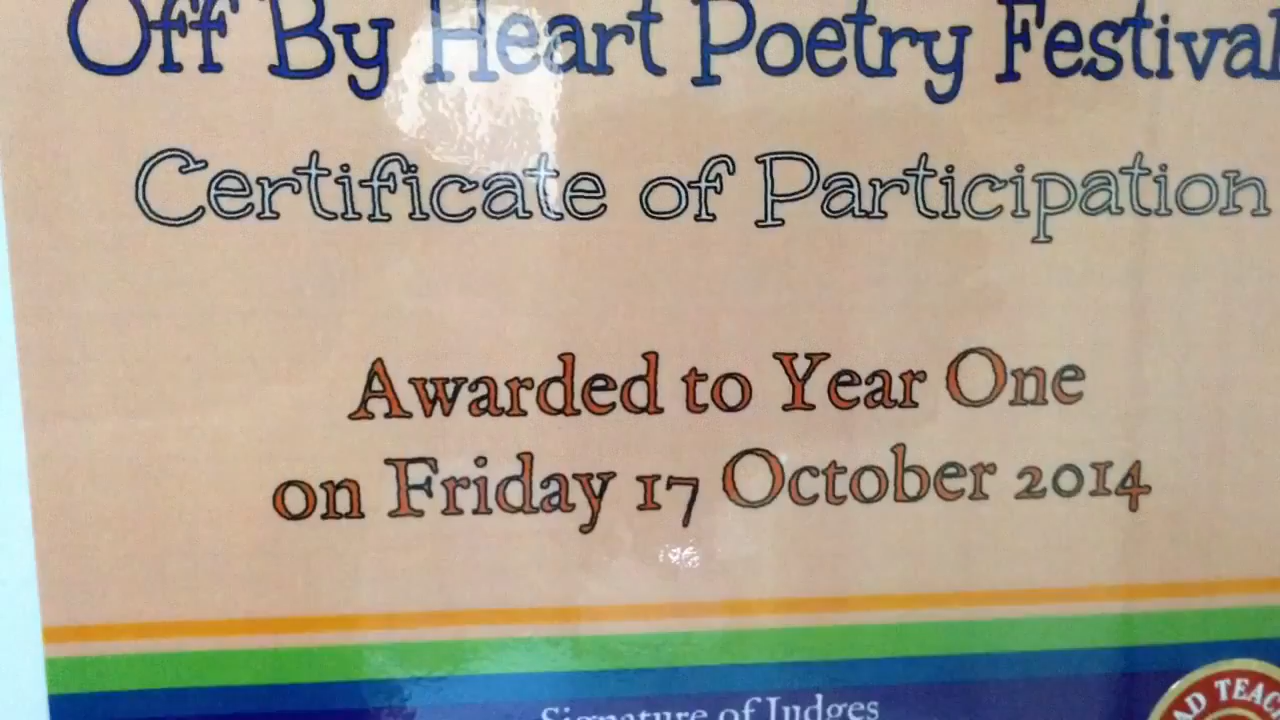 Off By Heart Poetry Festival
Certificate of Participation
Awarded to Year One
on Friday 17 October 2014
Signature of Judges